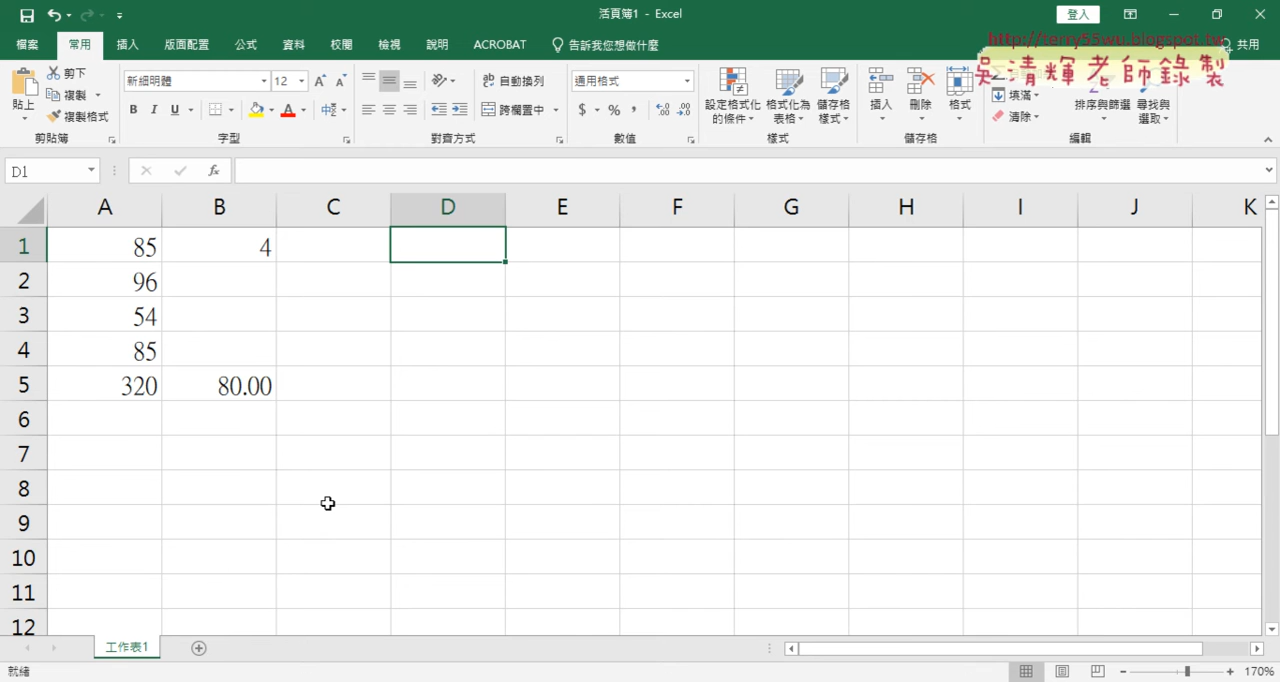 活頁簿1 - Excel
登入
http://terry55wu.blogspot.tw
吳清輝老師錄製
檔案 常用 插入 版面配置 公式 資料 校閱 檢視 說明 ACROBAT 告訴我您想做什麼 共用
剪下
複製
複製格式
貼上
剪貼簿
新細明體 12
B I U A 中
字型
自動換列
跨欄置中
對齊方式
通用格式
$ % ,
數值
設定格式化的條件
格式化為表格
儲存格樣式
樣式
插入 刪除 格式
儲存格
填滿
清除
排序與篩選
尋找與選取
編輯
D1 fx
A B C D E F G H I J K
1 85 4
2 96
3 54
4 85
5 320 80.00
6
7
8
9
10
11
12
工作表1
就緒 170%